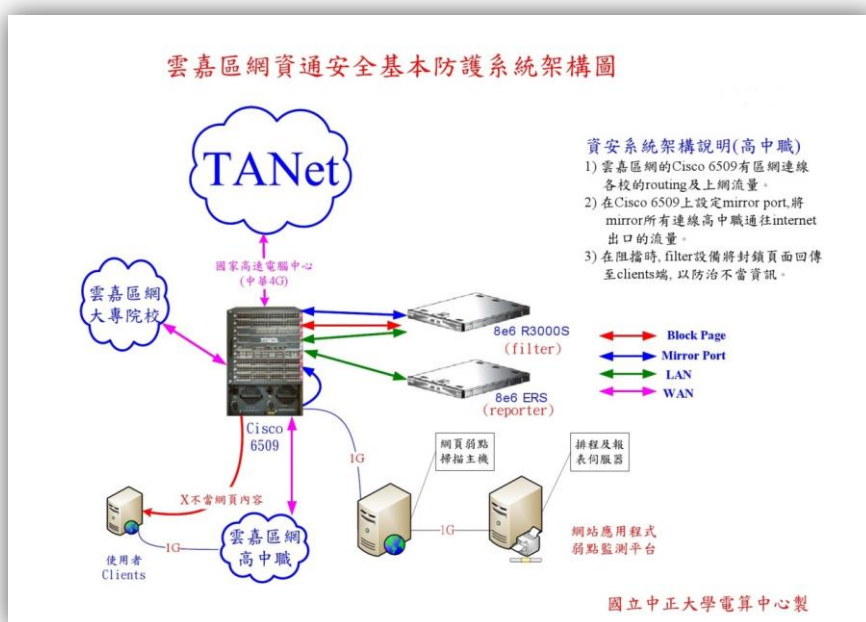 雲嘉區網資通安全基本防護系統架構圖
TANet
資安系統架構說明(高中職)
1) 雲嘉區網的Cisco 6509有區網連線
各校的routing及上網流量。
2) 在Cisco 6509上設定mirror port,將
mirror所有連線高中職通往internet
出口的流量。
3) 在阻擋時, filter設備將封鎖頁面回傳
至clients端, 以防治不當資訊。
國家高速電腦中心
(中華4G)
雲嘉區網
大專院校
8e6 R3000S
(filter)
8e6 ERS
(reporter)
Block Page
Mirror Port
LAN
WAN
Cisco
6509
1G
網頁弱點
掃描主機
排程及報
表伺服器
X不當網頁內容
使用者
Clients
1G
雲嘉區網
高中職
1G
網站應用程式
弱點監測平台
國立中正大學電算中心製